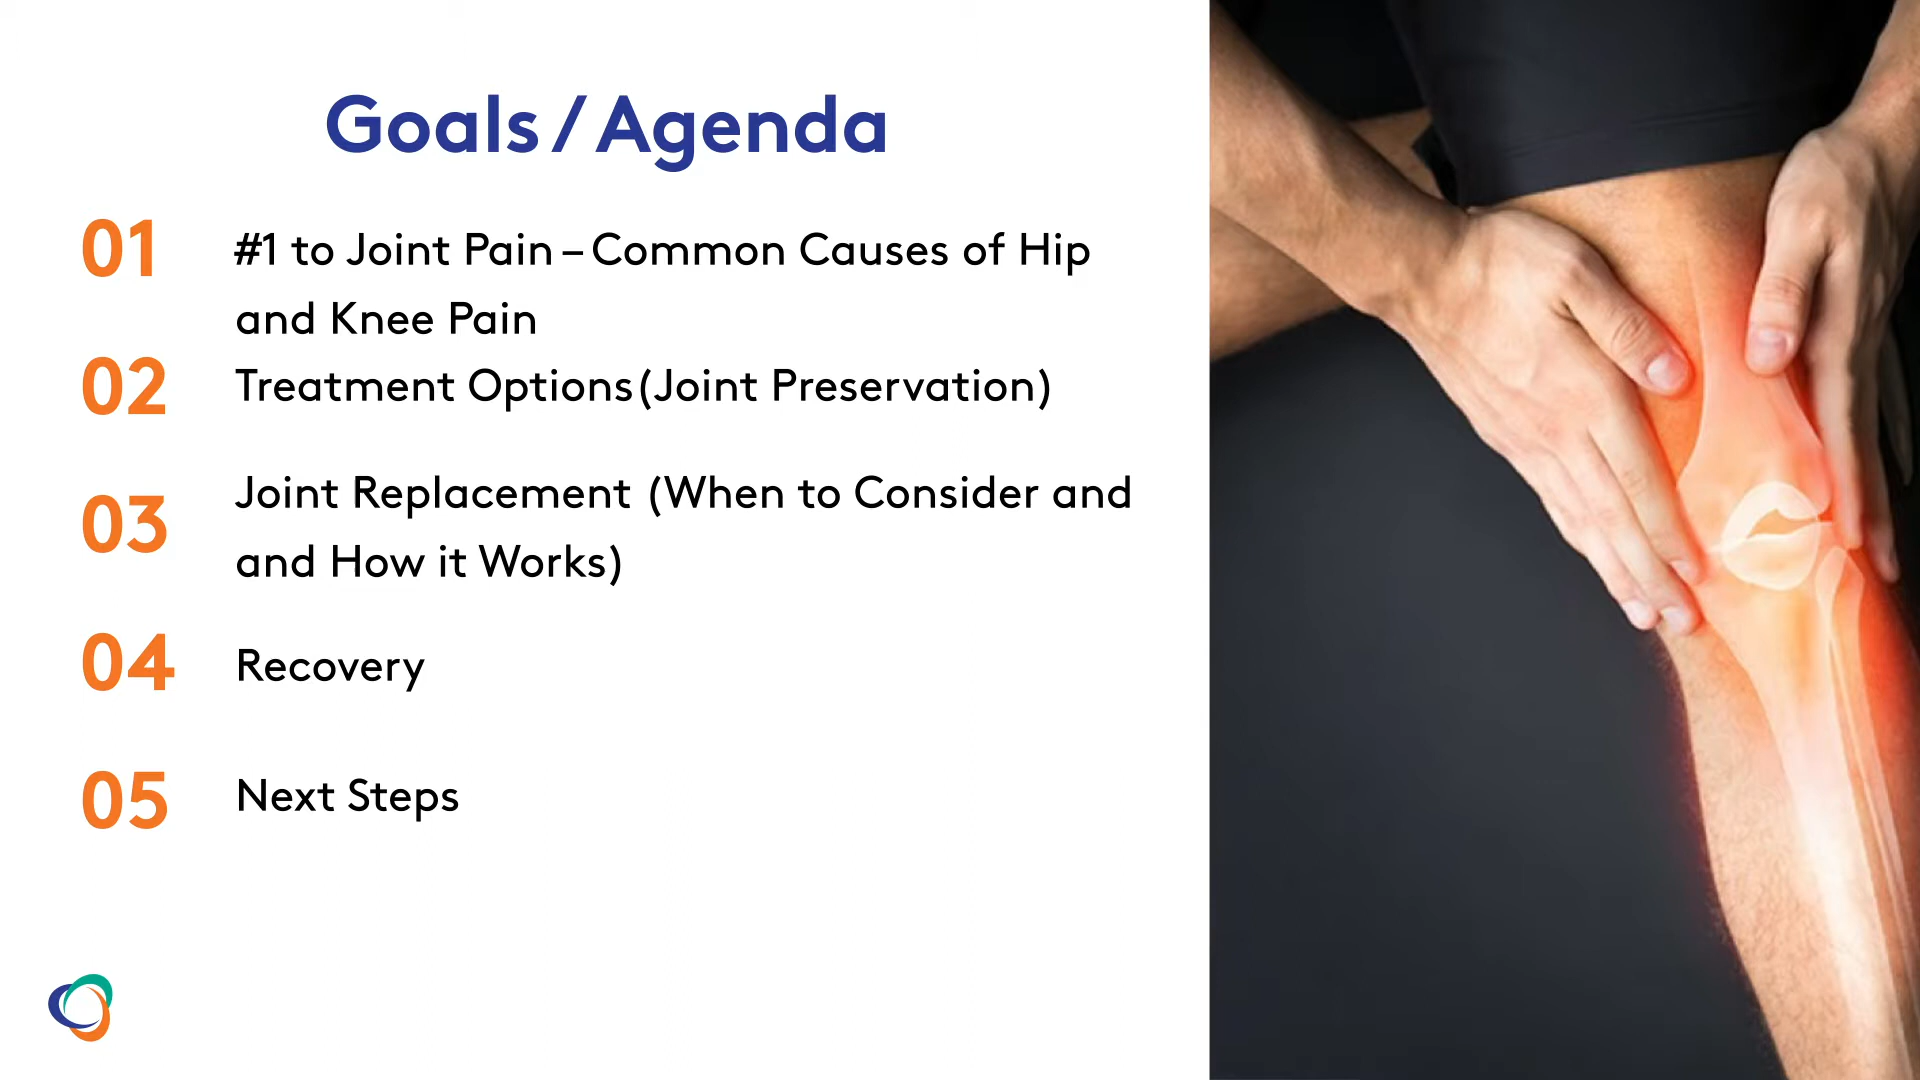 Goals / Agenda
01 #1 to Joint Pain – Common Causes of Hip
and Knee Pain
02 Treatment Options (Joint Preservation)
03 Joint Replacement (When to Consider and
and How it Works)
04 Recovery
05 Next Steps